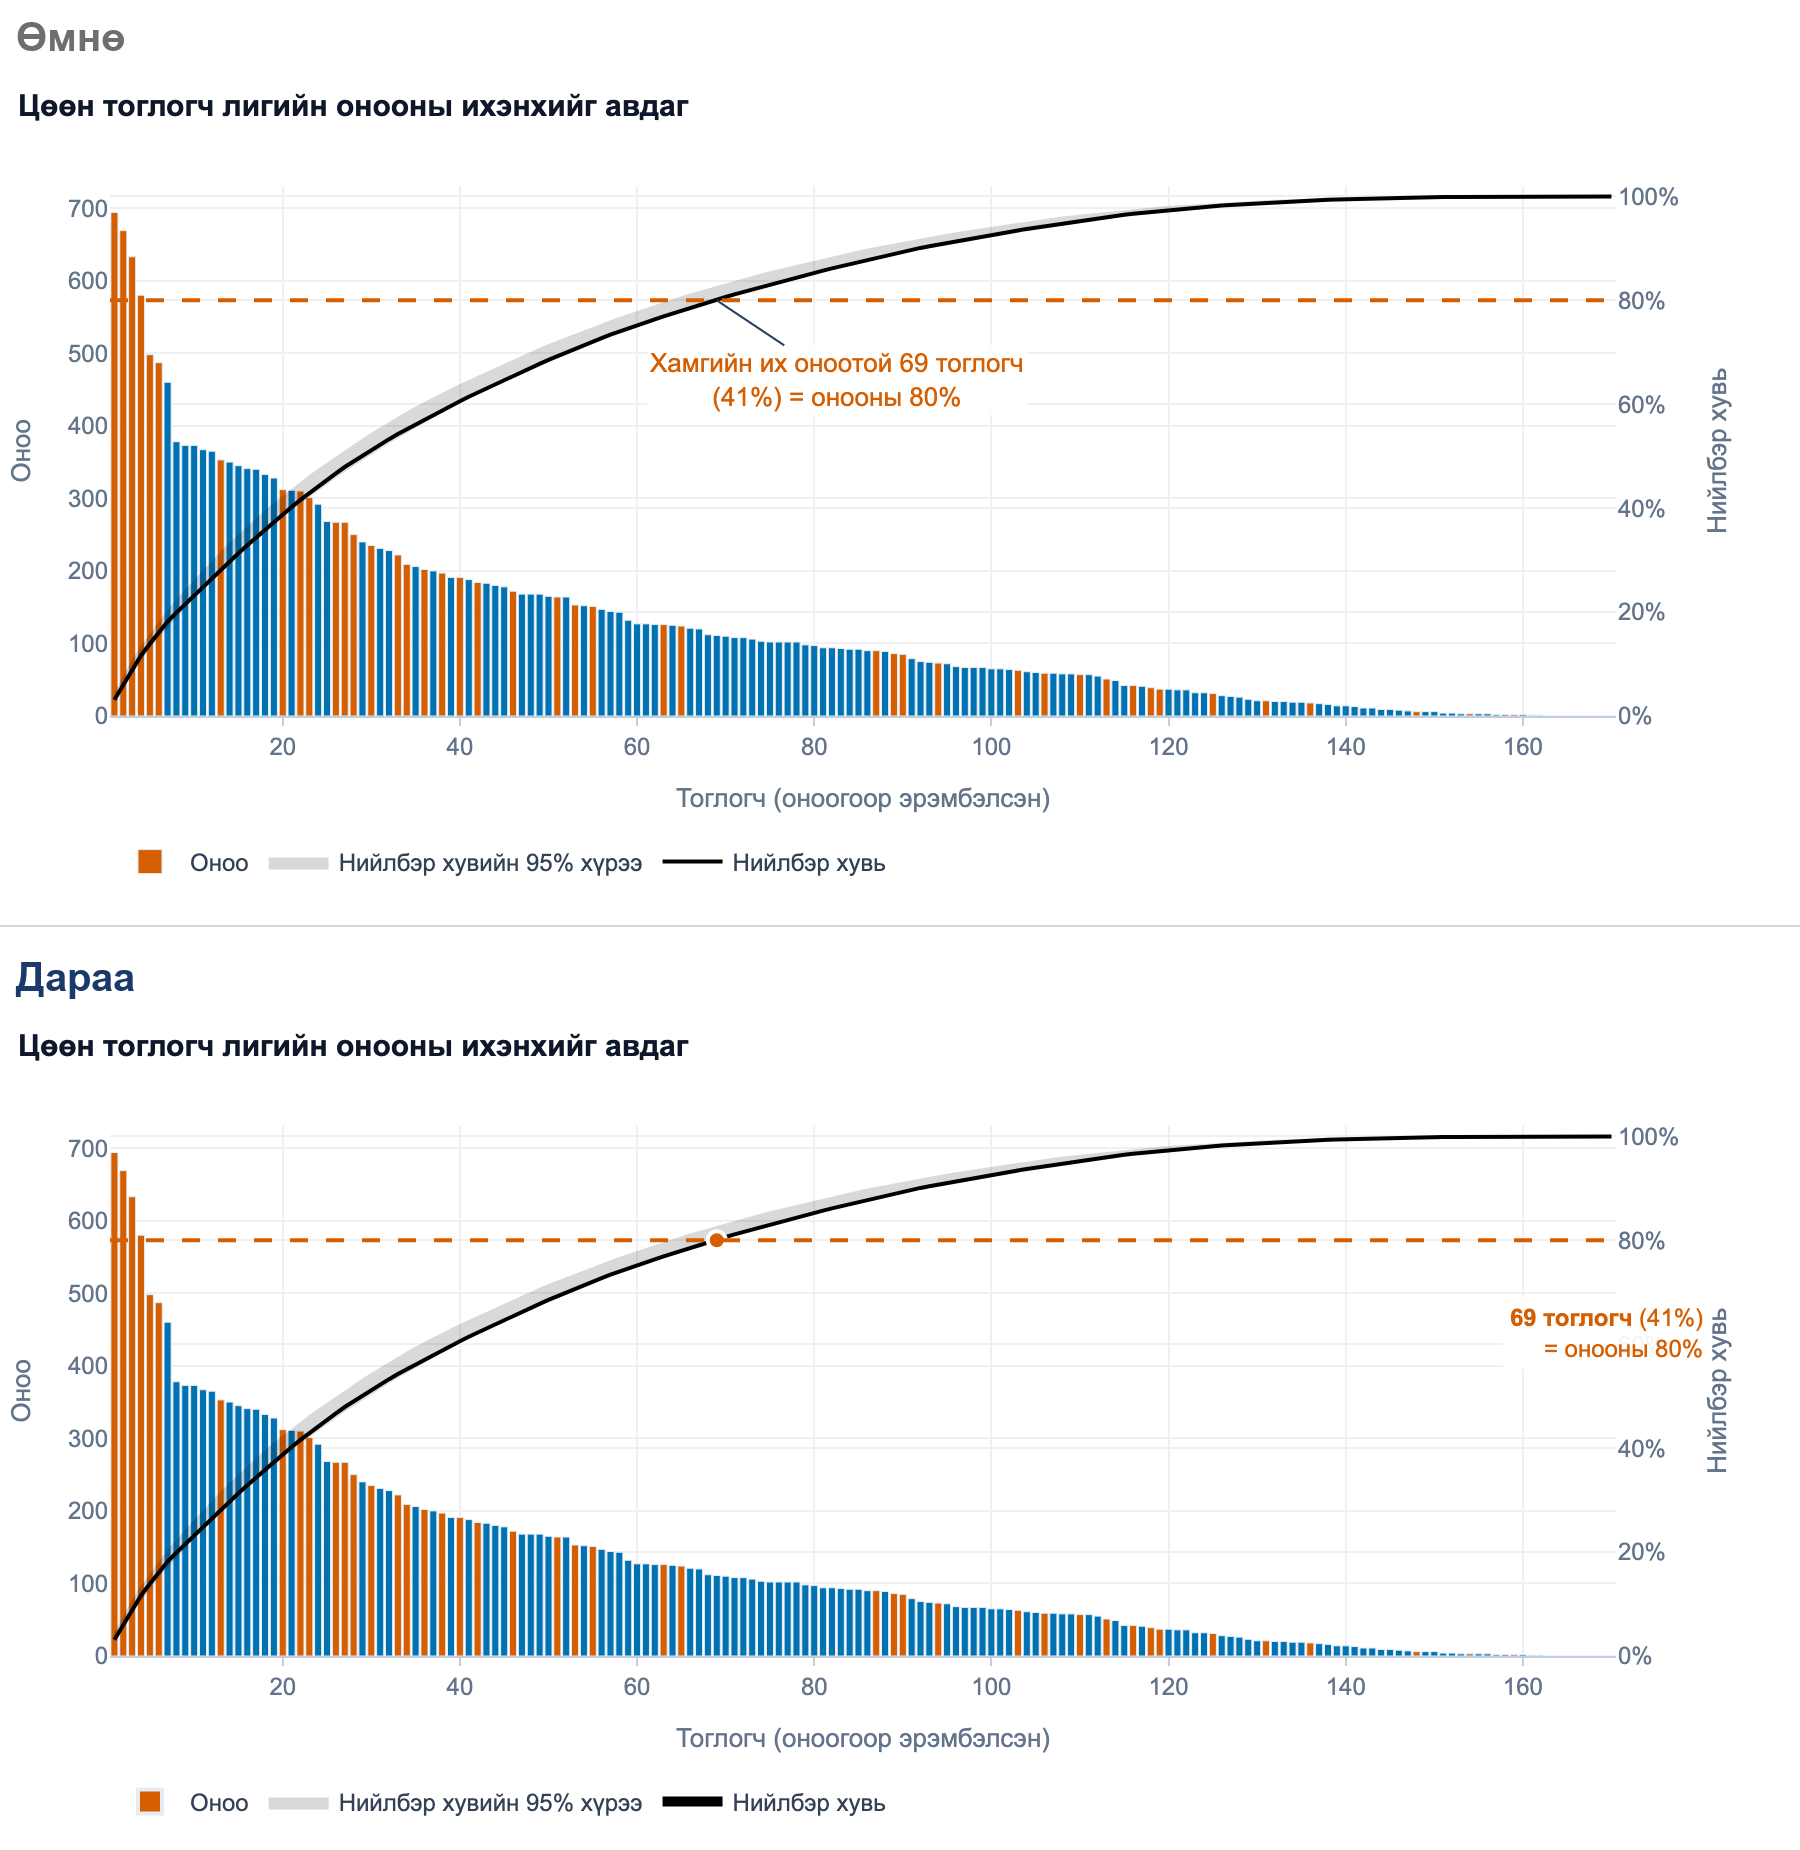 Өмнө
Цөөн тоглогч лигийн онооны ихэнхийг авдаг
700
600
500
400
300
200
100
0
Оноо
100%
80%
60%
40%
20%
0%
Нийлбэр хувь
Хамгийн их оноотой 69 тоглогч
(41%) = онооны 80%
20 40 60 80 100 120 140 160
Тоглогч (оноогоор эрэмбэлсэн)
Оноо Нийлбэр хувийн 95% хүрээ Нийлбэр хувь
Дараа
Цөөн тоглогч лигийн онооны ихэнхийг авдаг
700
600
500
400
300
200
100
0
Оноо
100%
80%
40%
20%
0%
Нийлбэр хувь
69 тоглогч (41%)
= онооны 80%
20 40 60 80 100 120 140 160
Тоглогч (оноогоор эрэмбэлсэн)
Оноо Нийлбэр хувийн 95% хүрээ Нийлбэр хувь